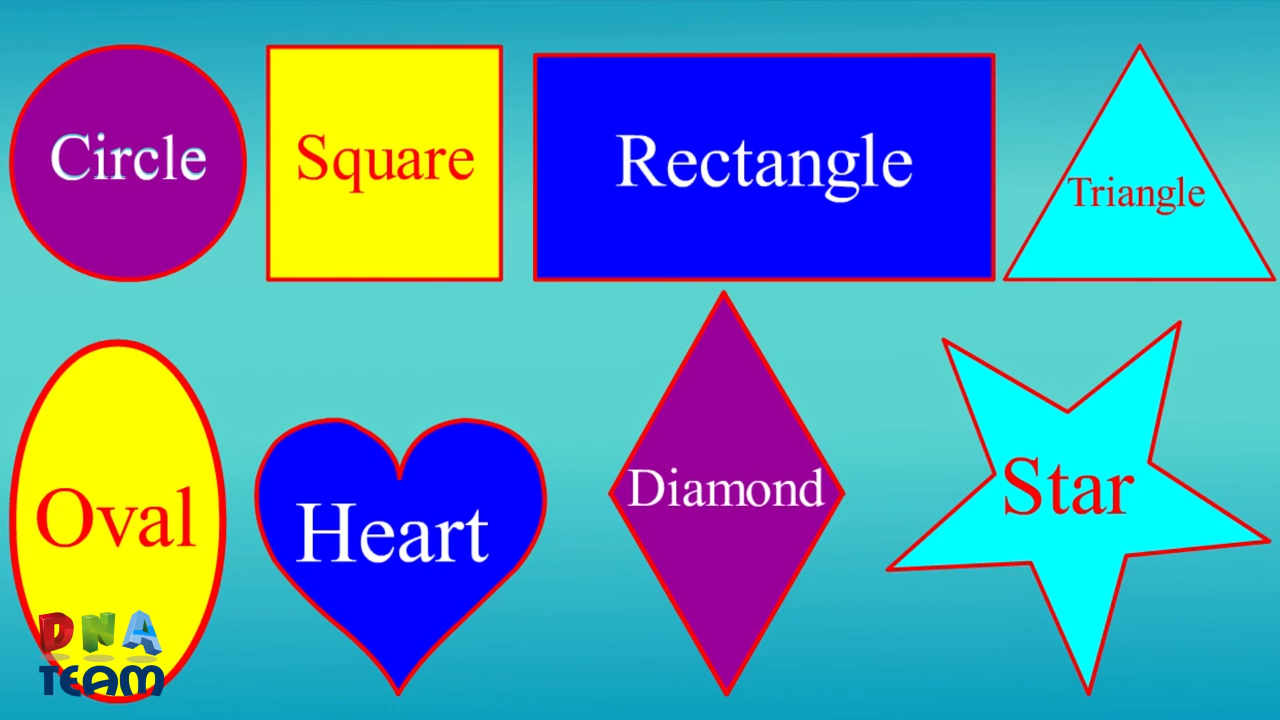 Circle
Square
Rectangle
Triangle
Oval
Heart
Diamond
Star
DNA
TEAM